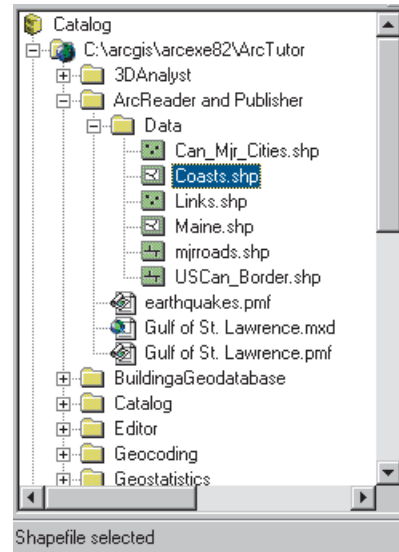 Catalog
C:\arcgis\arcexe82\ArcTutor
3DAnalyst
ArcReader and Publisher
Data
Can_Mjr_Cities.shp
Coasts.shp
Links.shp
Maine.shp
mjrroads.shp
USCan_Border.shp
earthquakes.pmf
Gulf of St. Lawrence.mxd
Gulf of St. Lawrence.pmf
BuildingaGeodatabase
Catalog
Editor
Geocoding
Geostatistics
Shapefile selected